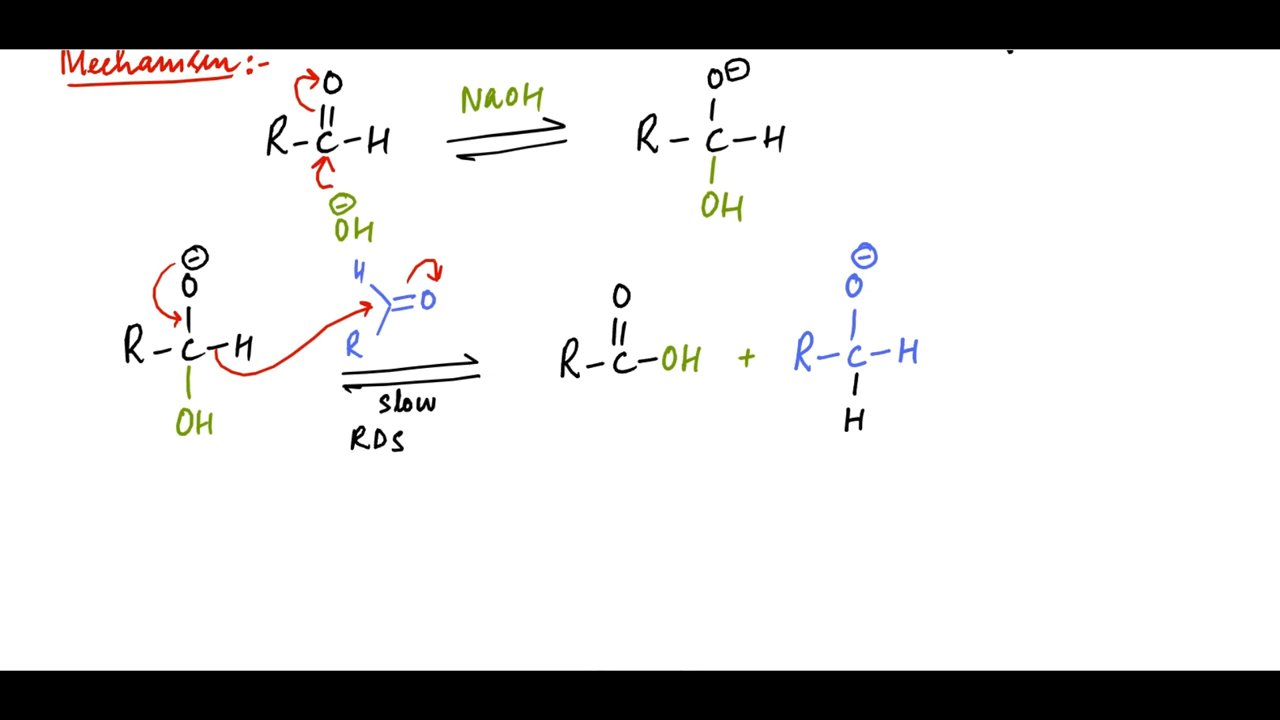 Mechanism:-
O
R-C-H
NaOH
⊖
OH
O⊖
R-C-H
OH
⊖
O
R-C-H
OH
H
=O
R
slow
RDS
O
R-C-OH + 
⊖
O
R-C-H
H